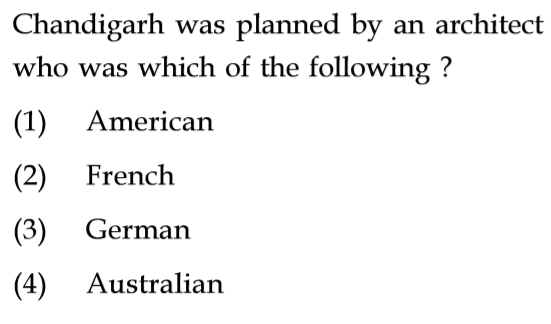 Chandigarh was planned by an architect
who was which of the following ?
(1) American
(2) French
(3) German
(4) Australian